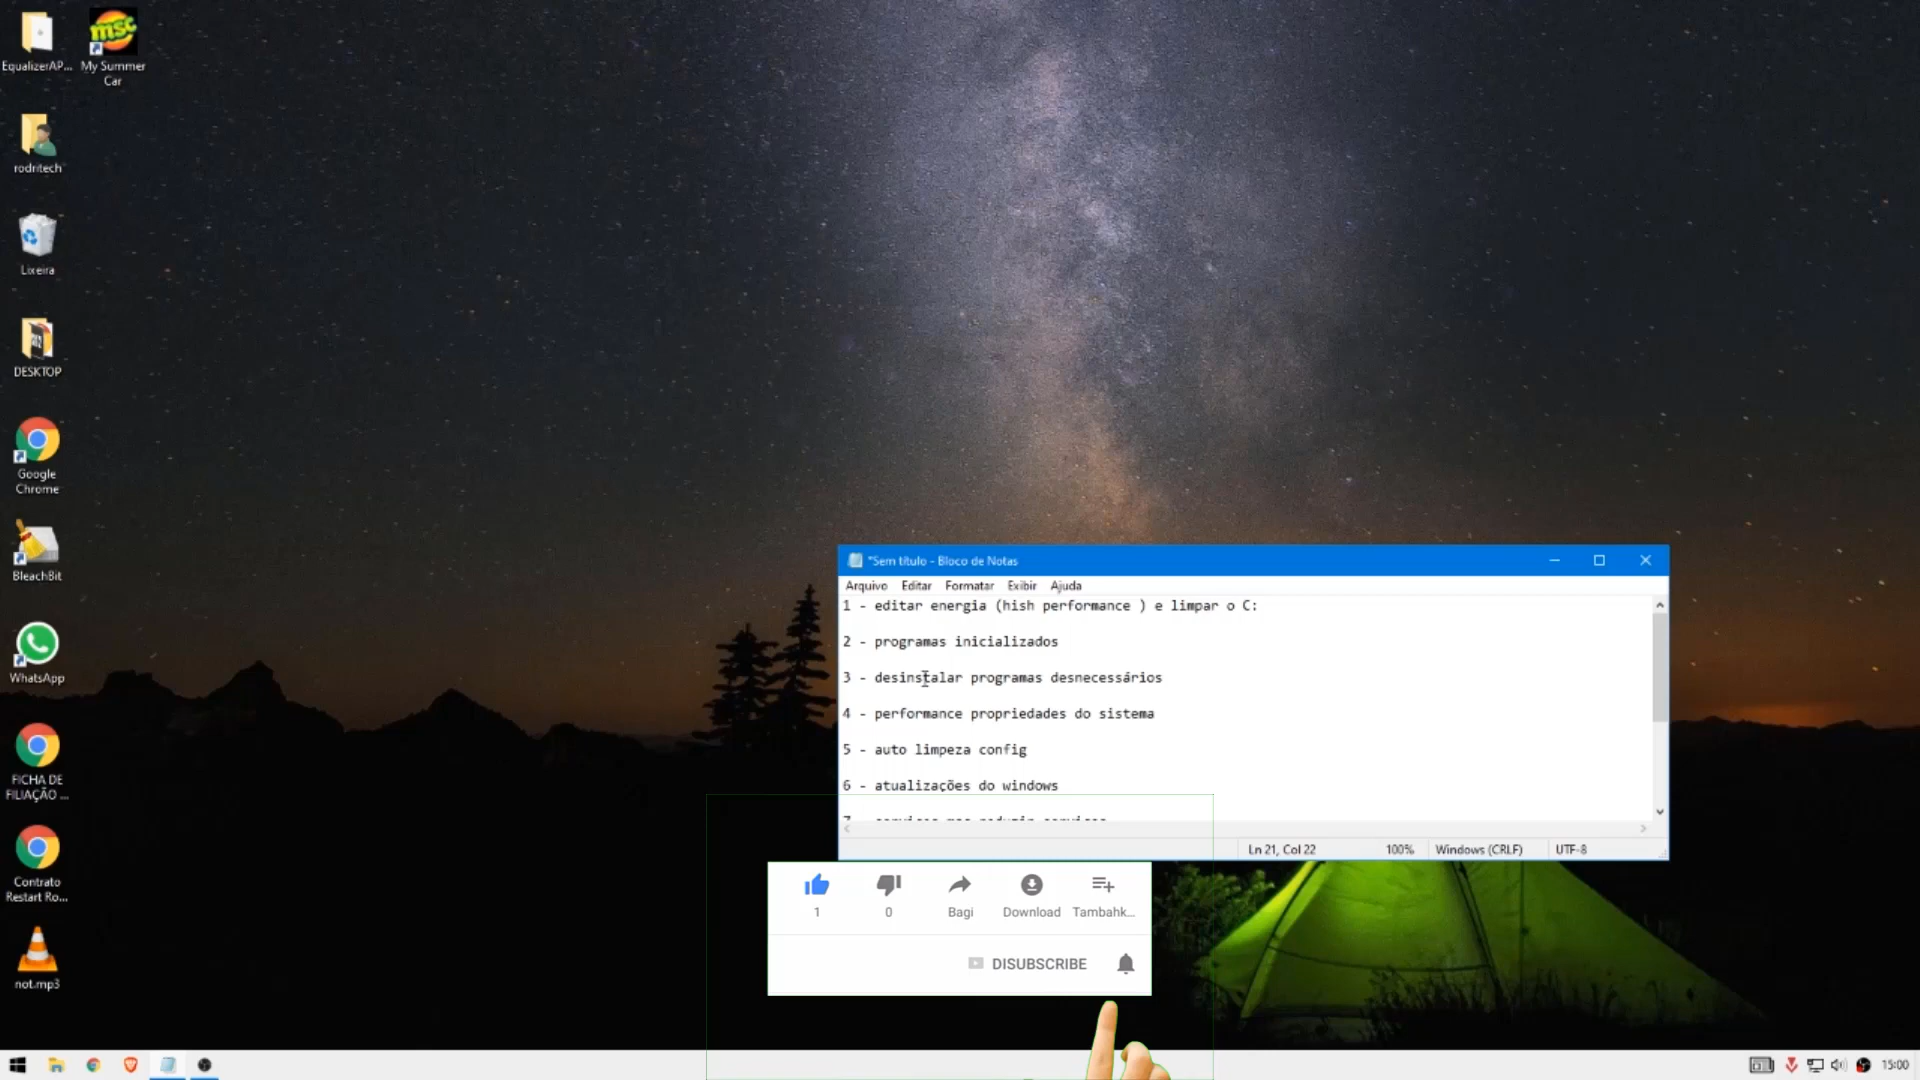 EqualizerAP...
My Summer
Car
rodritech
Lixeira
DESKTOP
Google
Chrome
BleachBit
WhatsApp
FICHA DE
FILIAÇÃO ...
Contrato
Restart Ro...
not.mp3
msc
*Sem título - Bloco de Notas
Arquivo Editar Formatar Exibir Ajuda
1 - editar energia (hish performance ) e limpar o C:
2 - programas inicializados
3 - desinstalar programas desnecessários
4 - performance propriedades do sistema
5 - auto limpeza config
6 - atualizações do windows
Ln 21, Col 22 100% Windows (CRLF) UTF-8
1 0 Bagi Download Tambahk...
DISUBSCRIBE
15:00